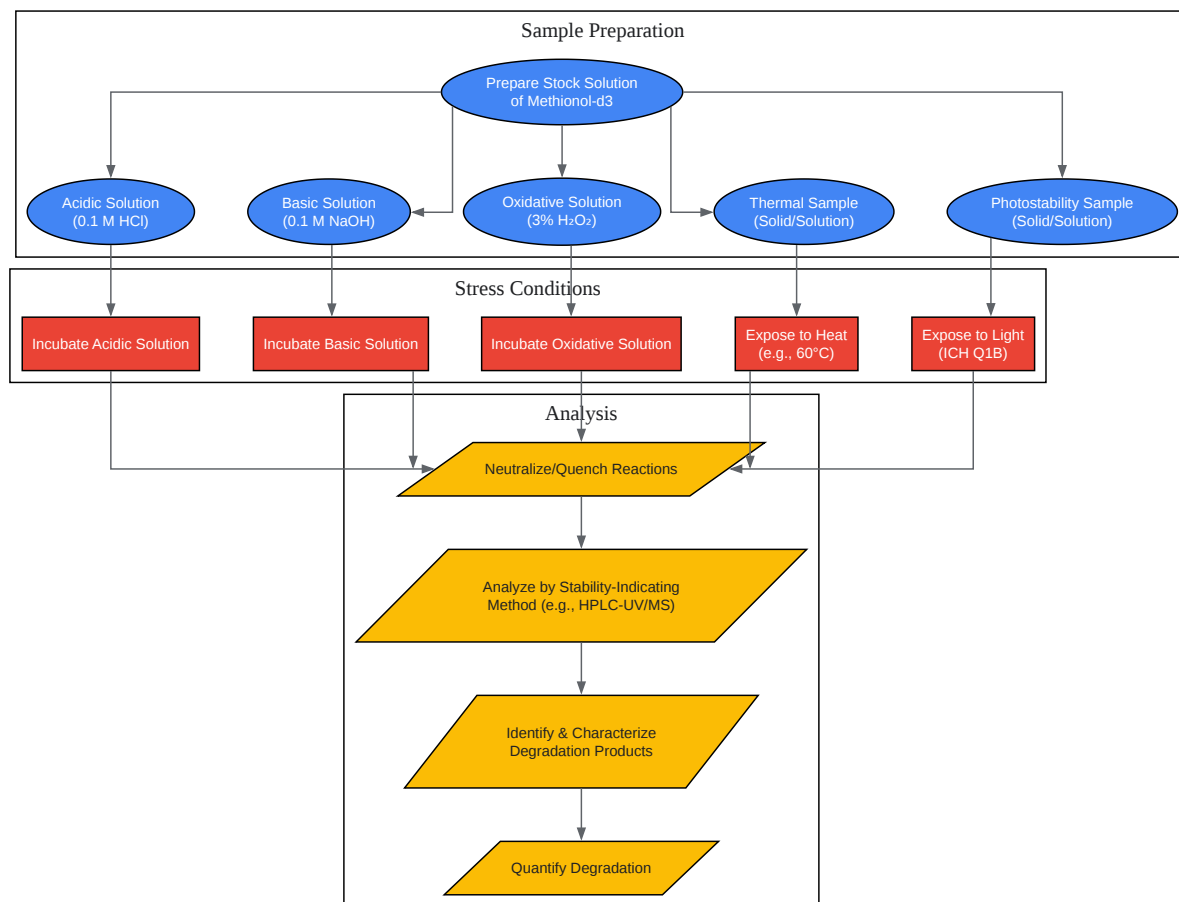 Sample Preparation
Prepare Stock Solution
of Methionol-d3
Acidic Solution
(0.1 M HCl)
Basic Solution
(0.1 M NaOH)
Oxidative Solution
(3% H₂O₂)
Thermal Sample
(Solid/Solution)
Photostability Sample
(Solid/Solution)
Stress Conditions
Incubate Acidic Solution
Incubate Basic Solution
Incubate Oxidative Solution
Expose to Heat
(e.g., 60°C)
Expose to Light
(ICH Q1B)
Analysis
Neutralize/Quench Reactions
Analyze by Stability-Indicating
Method (e.g., HPLC-UV/MS)
Identify & Characterize
Degradation Products
Quantify Degradation